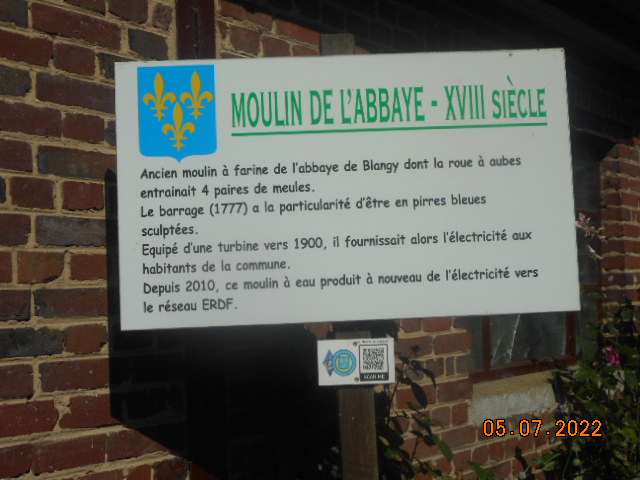 MOULIN DE L'ABBAYE - XVIII SIÈCLE
Ancien moulin à farine de l'abbaye de Blangy dont la roue à aubes
entrainait 4 paires de meules.
Le barrage (1777) a la particularité d'être en pirres bleues
sculptées.
Equipé d'une turbine vers 1900, il fournissait alors l'électricité aux
habitants de la commune.
Depuis 2010, ce moulin à eau produit à nouveau de l'électricité vers
le réseau ERDF.
SCAN ME
05.07.2022